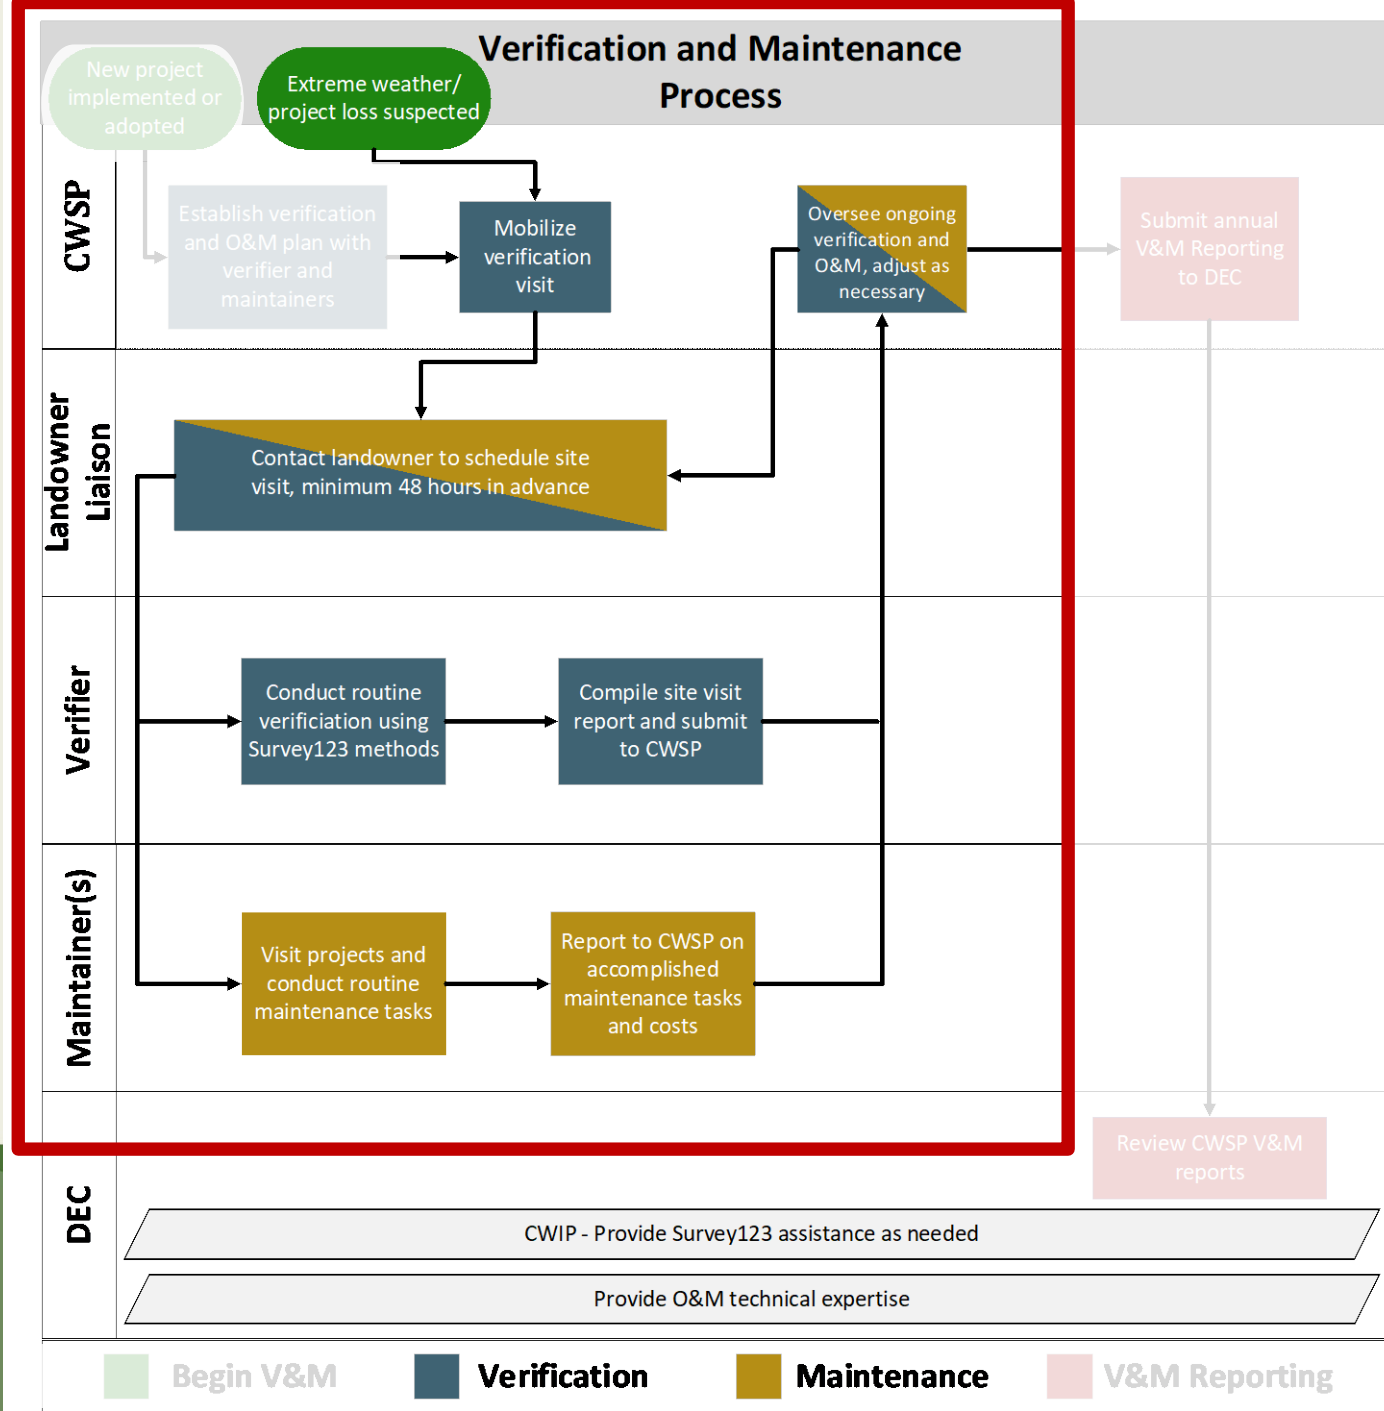 Verification and Maintenance
Process
New project
implemented or
adopted
Extreme weather/
project loss suspected
CWSP
Establish verification
and O&M plan with
verifier and
maintainers
Mobilize
verification
visit
Oversee ongoing
verification and
O&M, adjust as
necessary
Submit annual
V&M Reporting
to DEC
Landowner
Liaison
Contact landowner to schedule site
visit, minimum 48 hours in advance
Verifier
Conduct routine
verificiation using
Survey123 methods
Compile site visit
report and submit
to CWSP
Maintainer(s)
Visit projects and
conduct routine
maintenance tasks
Report to CWSP on
accomplished
maintenance tasks
and costs
DEC
Review CWSP V&M
reports
CWIP - Provide Survey123 assistance as needed
Provide O&M technical expertise
Begin V&M
Verification
Maintenance
V&M Reporting